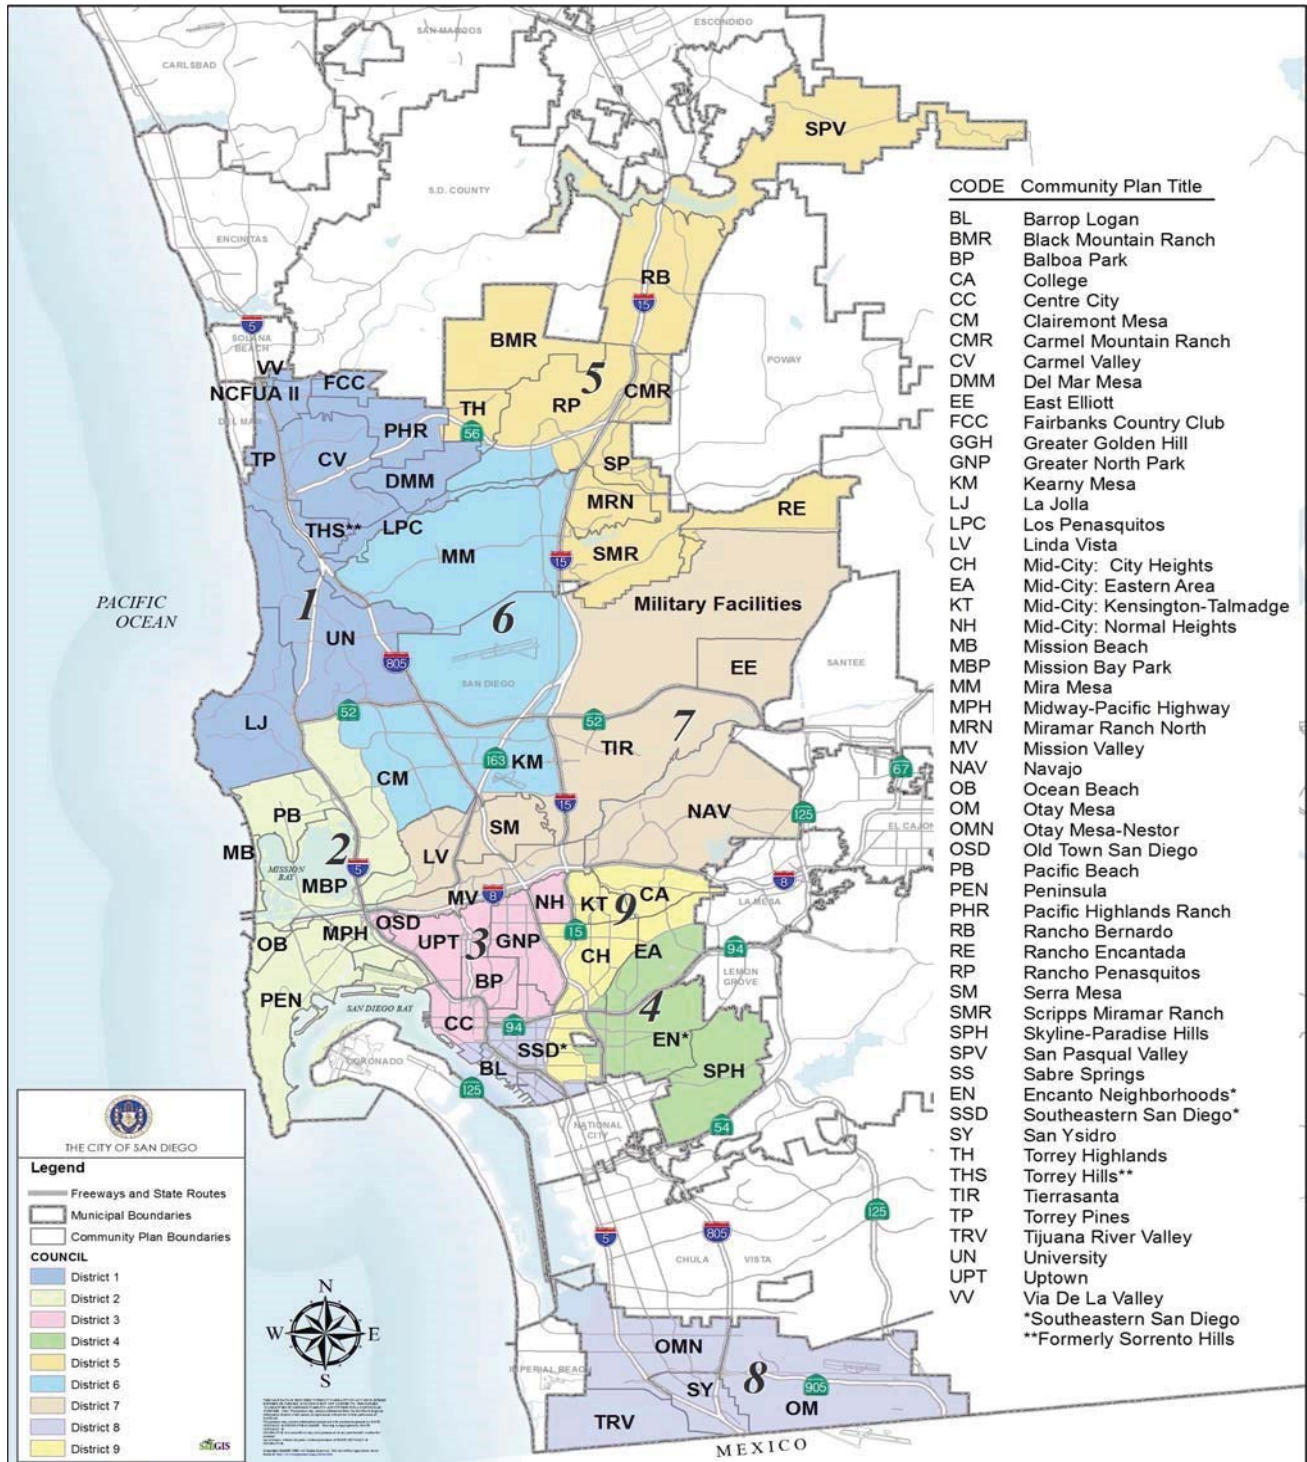 SAN MARCOS
ESCONDIDO
CARLSBAD
SPV
S.D. COUNTY
ENCINITAS
RB
15
5
SOLANA
BEACH
BMR
POWAY
VV
NCFUA II
FCC
5
CMR
DEL MAR
TH
RP
PHR
56
TP
CV
SP
DMM
MRN
RE
THS**
LPC
MM
SMR
15
PACIFIC
OCEAN
1
6
Military Facilities
UN
805
SAN DIEGO
EE
SANTEE
LJ
52
52
7
TIR
163
CM
KM
67
15
NAV
125
PB
SM
EL CAJON
MB
2
LV
MISSION
BAY
5
MBP
MV
8
8
NH
KT
CA
9
LA MESA
OSD
MPH
OB
UPT
3
GNP
15
CH
EA
94
LEMON
GROVE
BP
PEN
SAN DIEGO BAY
CC
94
4
CORONADO
SSD*
EN*
BL
SPH
125
54
NATIONAL
CITY
125
5
805
CHULA VISTA
OMN
IMPERIAL BEACH
SY
8
905
OM
TRV
MEXICO
CODE Community Plan Title
BL Barrop Logan
BMR Black Mountain Ranch
BP Balboa Park
CA College
CC Centre City
CM Clairemont Mesa
CMR Carmel Mountain Ranch
CV Carmel Valley
DMM Del Mar Mesa
EE East Elliott
FCC Fairbanks Country Club
GGH Greater Golden Hill
GNP Greater North Park
KM Kearny Mesa
LJ La Jolla
LPC Los Penasquitos
LV Linda Vista
CH Mid-City: City Heights
EA Mid-City: Eastern Area
KT Mid-City: Kensington-Talmadge
NH Mid-City: Normal Heights
MB Mission Beach
MBP Mission Bay Park
MM Mira Mesa
MPH Midway-Pacific Highway
MRN Miramar Ranch North
MV Mission Valley
NAV Navajo
OB Ocean Beach
OM Otay Mesa
OMN Otay Mesa-Nestor
OSD Old Town San Diego
PB Pacific Beach
PEN Peninsula
PHR Pacific Highlands Ranch
RB Rancho Bernardo
RE Rancho Encantada
RP Rancho Penasquitos
SM Serra Mesa
SMR Scripps Miramar Ranch
SPH Skyline-Paradise Hills
SPV San Pasqual Valley
SS Sabre Springs
EN Encanto Neighborhoods*
SSD Southeastern San Diego*
SY San Ysidro
TH Torrey Highlands
THS Torrey Hills**
TIR Tierrasanta
TP Torrey Pines
TRV Tijuana River Valley
UN University
UPT Uptown
VV Via De La Valley
*Southeastern San Diego
**Formerly Sorrento Hills
THE CITY OF SAN DIEGO
Legend
Freeways and State Routes
Municipal Boundaries
Community Plan Boundaries
COUNCIL
District 1
District 2
District 3
District 4
District 5
District 6
District 7
District 8
District 9
SanGIS
N
W E
S